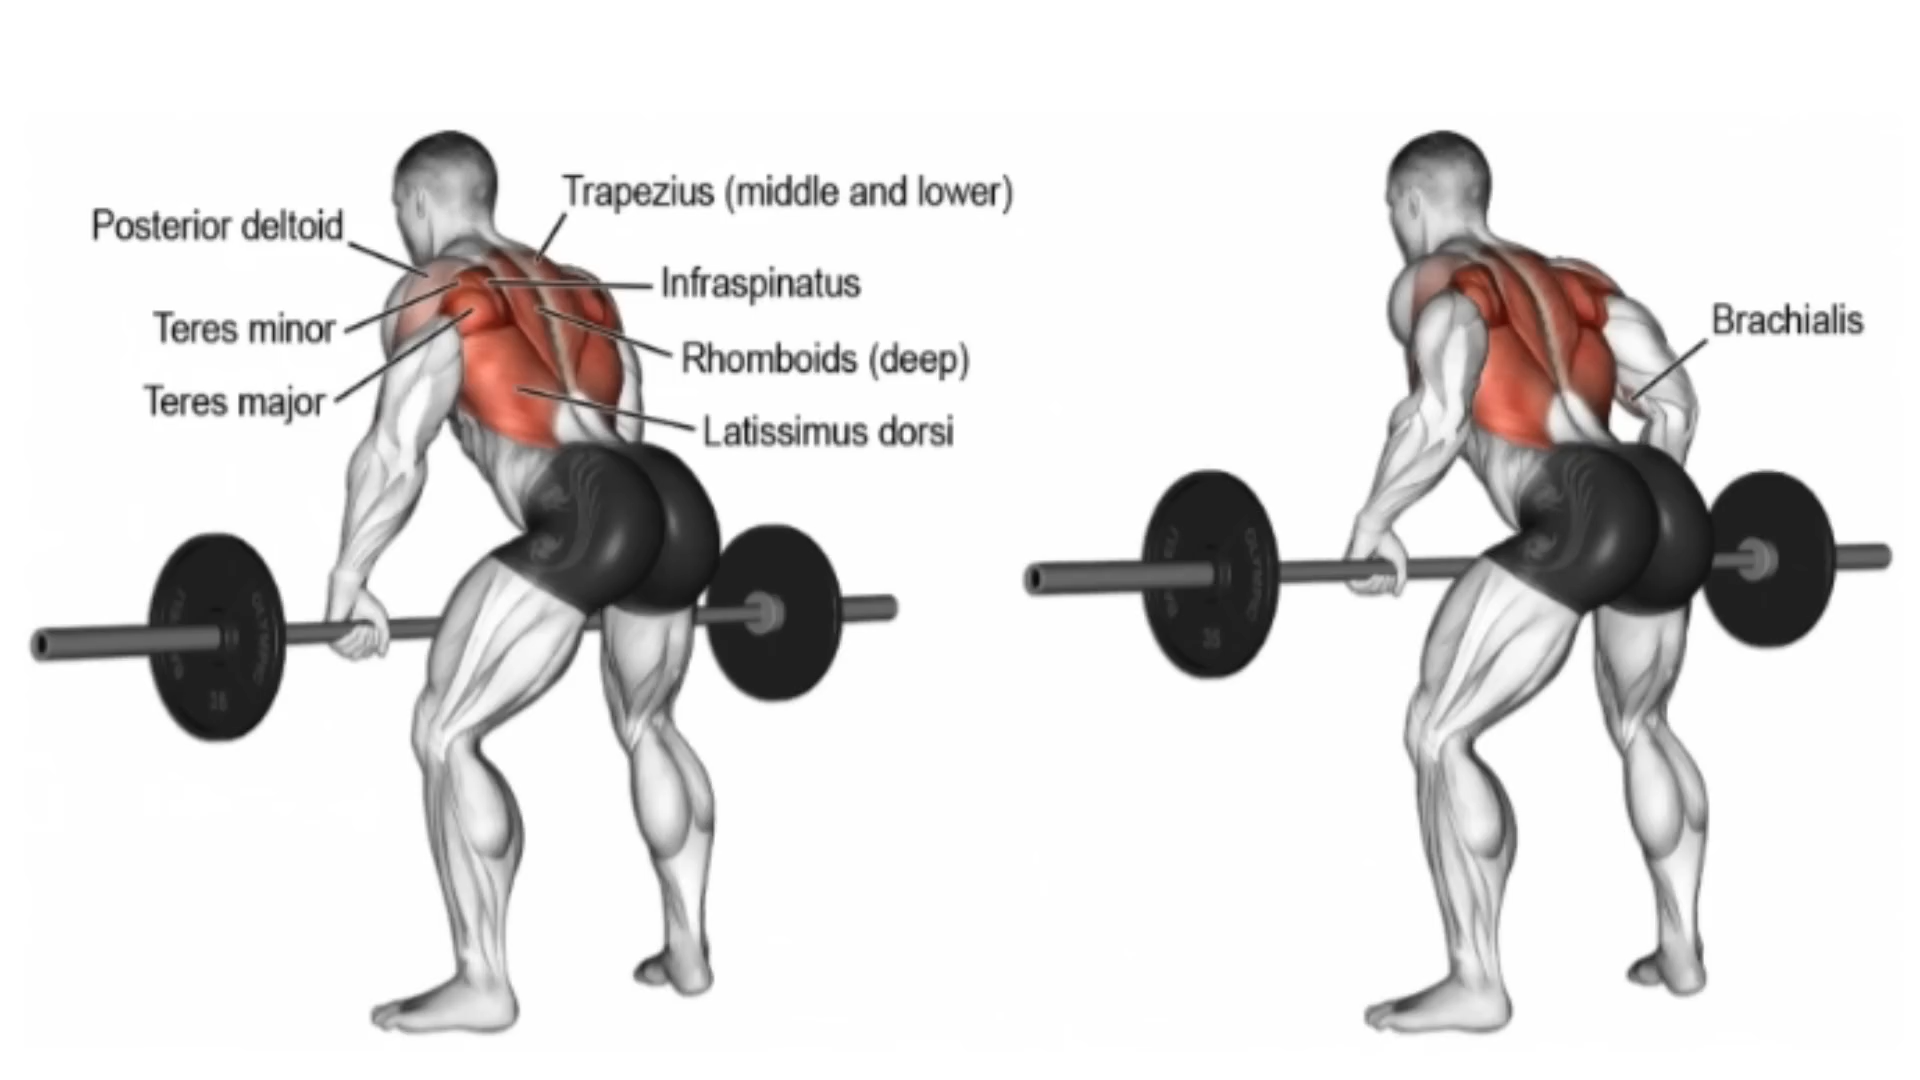 Trapezius (middle and lower)
Posterior deltoid
Infraspinatus
Teres minor
Rhomboids (deep)
Teres major
Latissimus dorsi
Brachialis